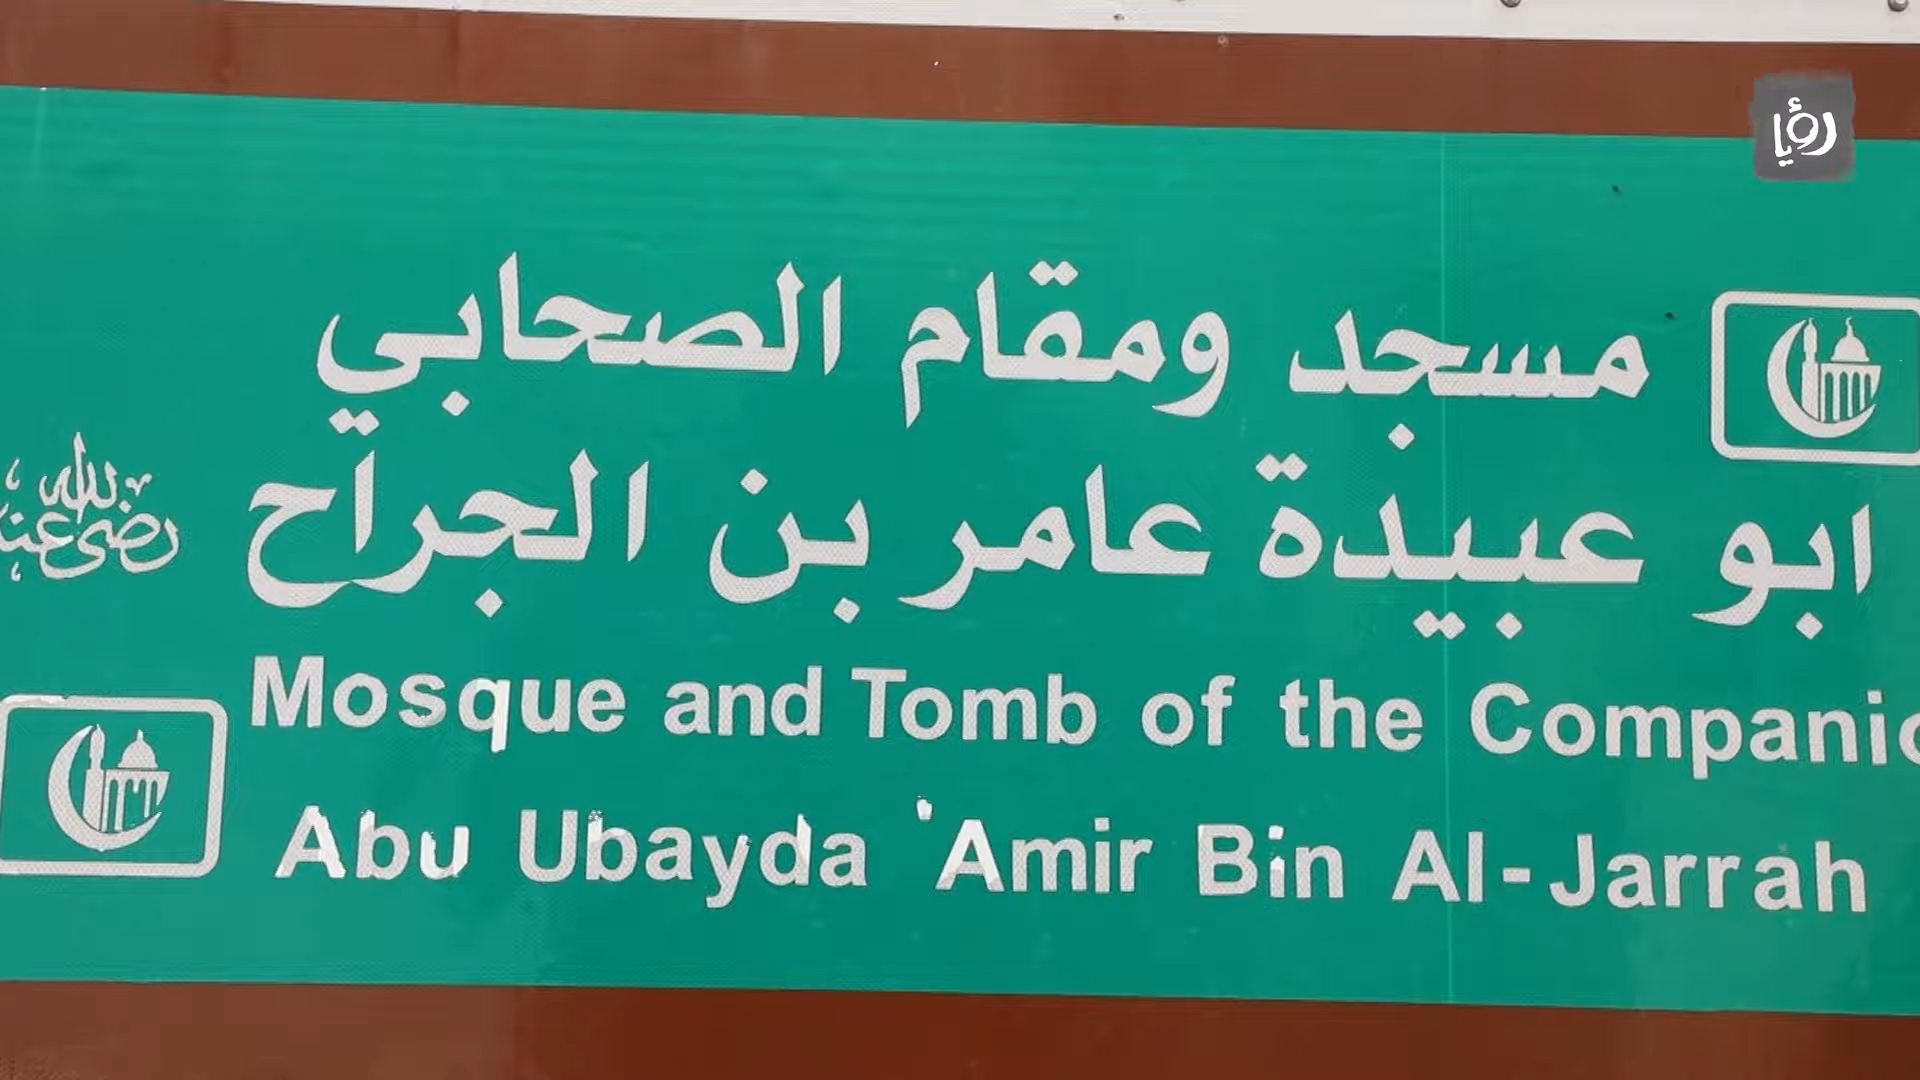 رؤيا
مسجد ومقام الصحابي
ابو عبيدة عامر بن الجراح
رضي الله عنه
Mosque and Tomb of the Companio
Abu Ubayda 'Amir Bin Al-Jarrah